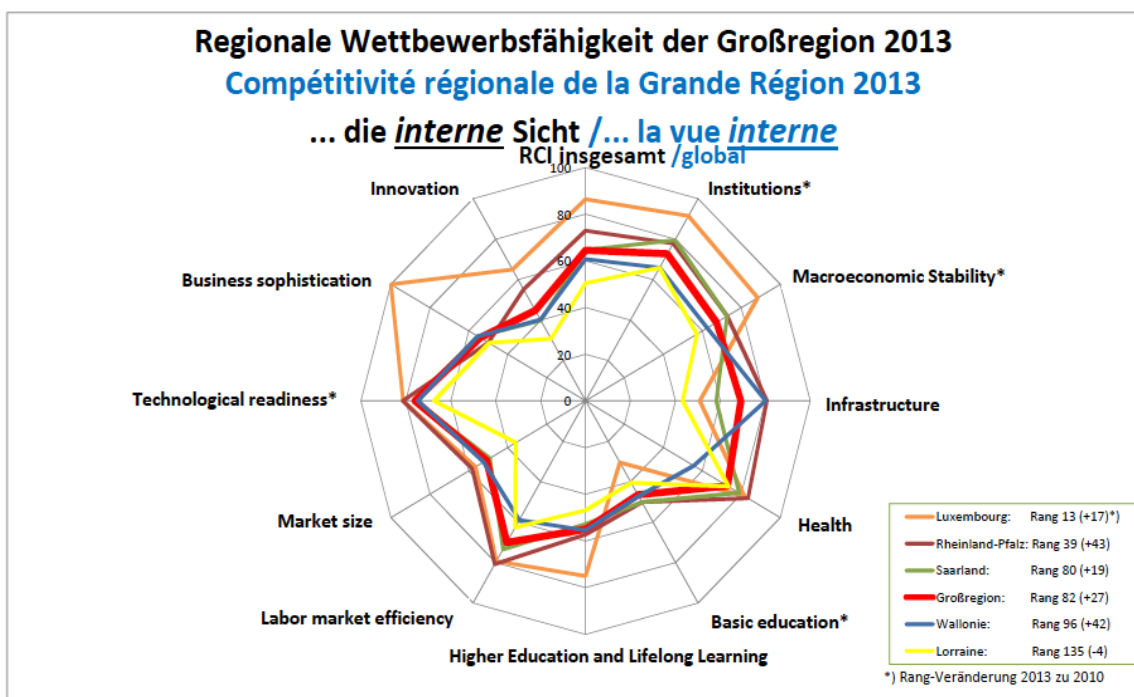 Regionale Wettbewerbsfähigkeit der Großregion 2013
Compétitivité régionale de la Grande Région 2013
... die interne Sicht /... la vue interne
RCI insgesamt /global
100
80
60
40
20
0
Institutions*
Macroeconomic Stability*
Infrastructure
Health
Basic education*
Higher Education and Lifelong Learning
Labor market efficiency
Market size
Technological readiness*
Business sophistication
Innovation
Luxembourg: Rang 13 (+17)*)
Rheinland-Pfalz: Rang 39 (+43)
Saarland: Rang 80 (+19)
Großregion: Rang 82 (+27)
Wallonie: Rang 96 (+42)
Lorraine: Rang 135 (-4)
*) Rang-Veränderung 2013 zu 2010